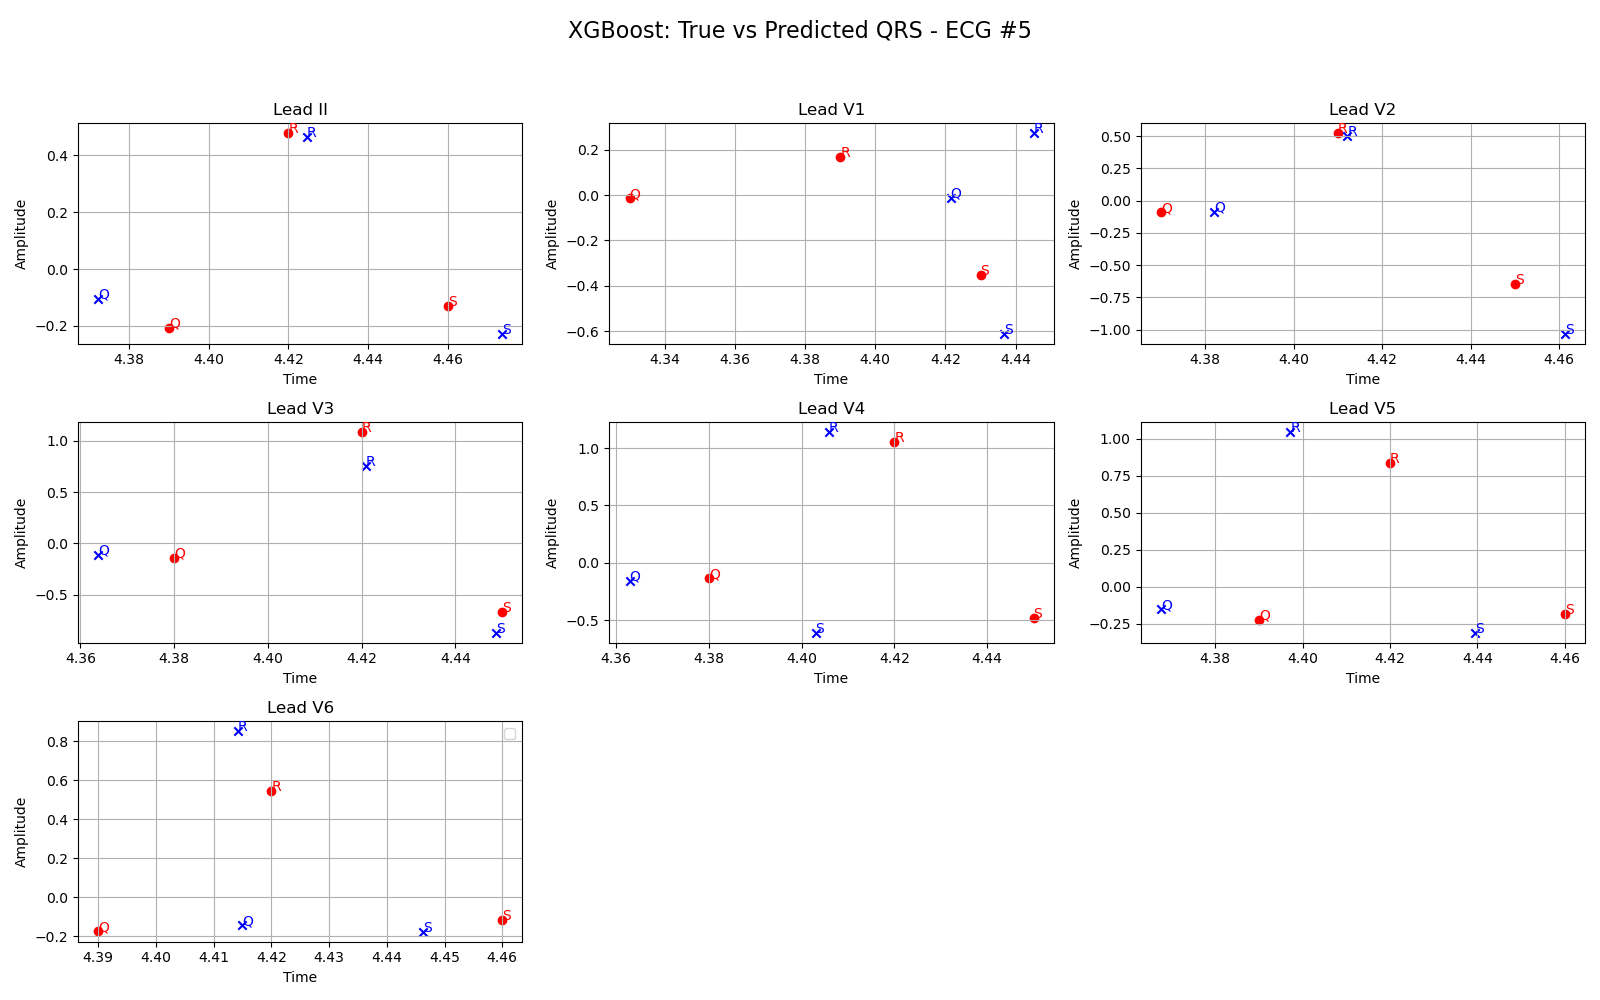 XGBoost: True vs Predicted QRS - ECG #5
Lead II
Amplitude
0.4
0.2
0.0
−0.2
R
R
Q
Q
S
S
4.38 4.40 4.42 4.44 4.46
Time
Lead V1
Amplitude
0.2
0.0
−0.2
−0.4
−0.6
R
R
Q
Q
S
S
4.34 4.36 4.38 4.40 4.42 4.44
Time
Lead V2
Amplitude
0.50
0.25
0.00
−0.25
−0.50
−0.75
−1.00
R
R
Q
Q
S
S
4.38 4.40 4.42 4.44 4.46
Time
Lead V3
Amplitude
1.0
0.5
0.0
−0.5
R
R
Q
Q
S
S
4.36 4.38 4.40 4.42 4.44
Time
Lead V4
Amplitude
1.0
0.5
0.0
−0.5
R
R
Q
Q
S
S
4.36 4.38 4.40 4.42 4.44
Time
Lead V5
Amplitude
1.00
0.75
0.50
0.25
0.00
−0.25
R
R
Q
Q
S
S
4.38 4.40 4.42 4.44 4.46
Time
Lead V6
Amplitude
0.8
0.6
0.4
0.2
0.0
−0.2
R
R
Q
Q
S
S
4.39 4.40 4.41 4.42 4.43 4.44 4.45 4.46
Time